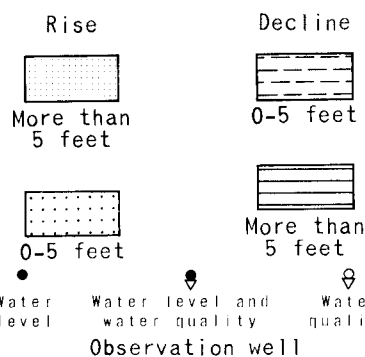 Rise
Decline
More than
5 feet
0-5 feet
0-5 feet
More than
5 feet
Water level and
level
water quality
Observation well